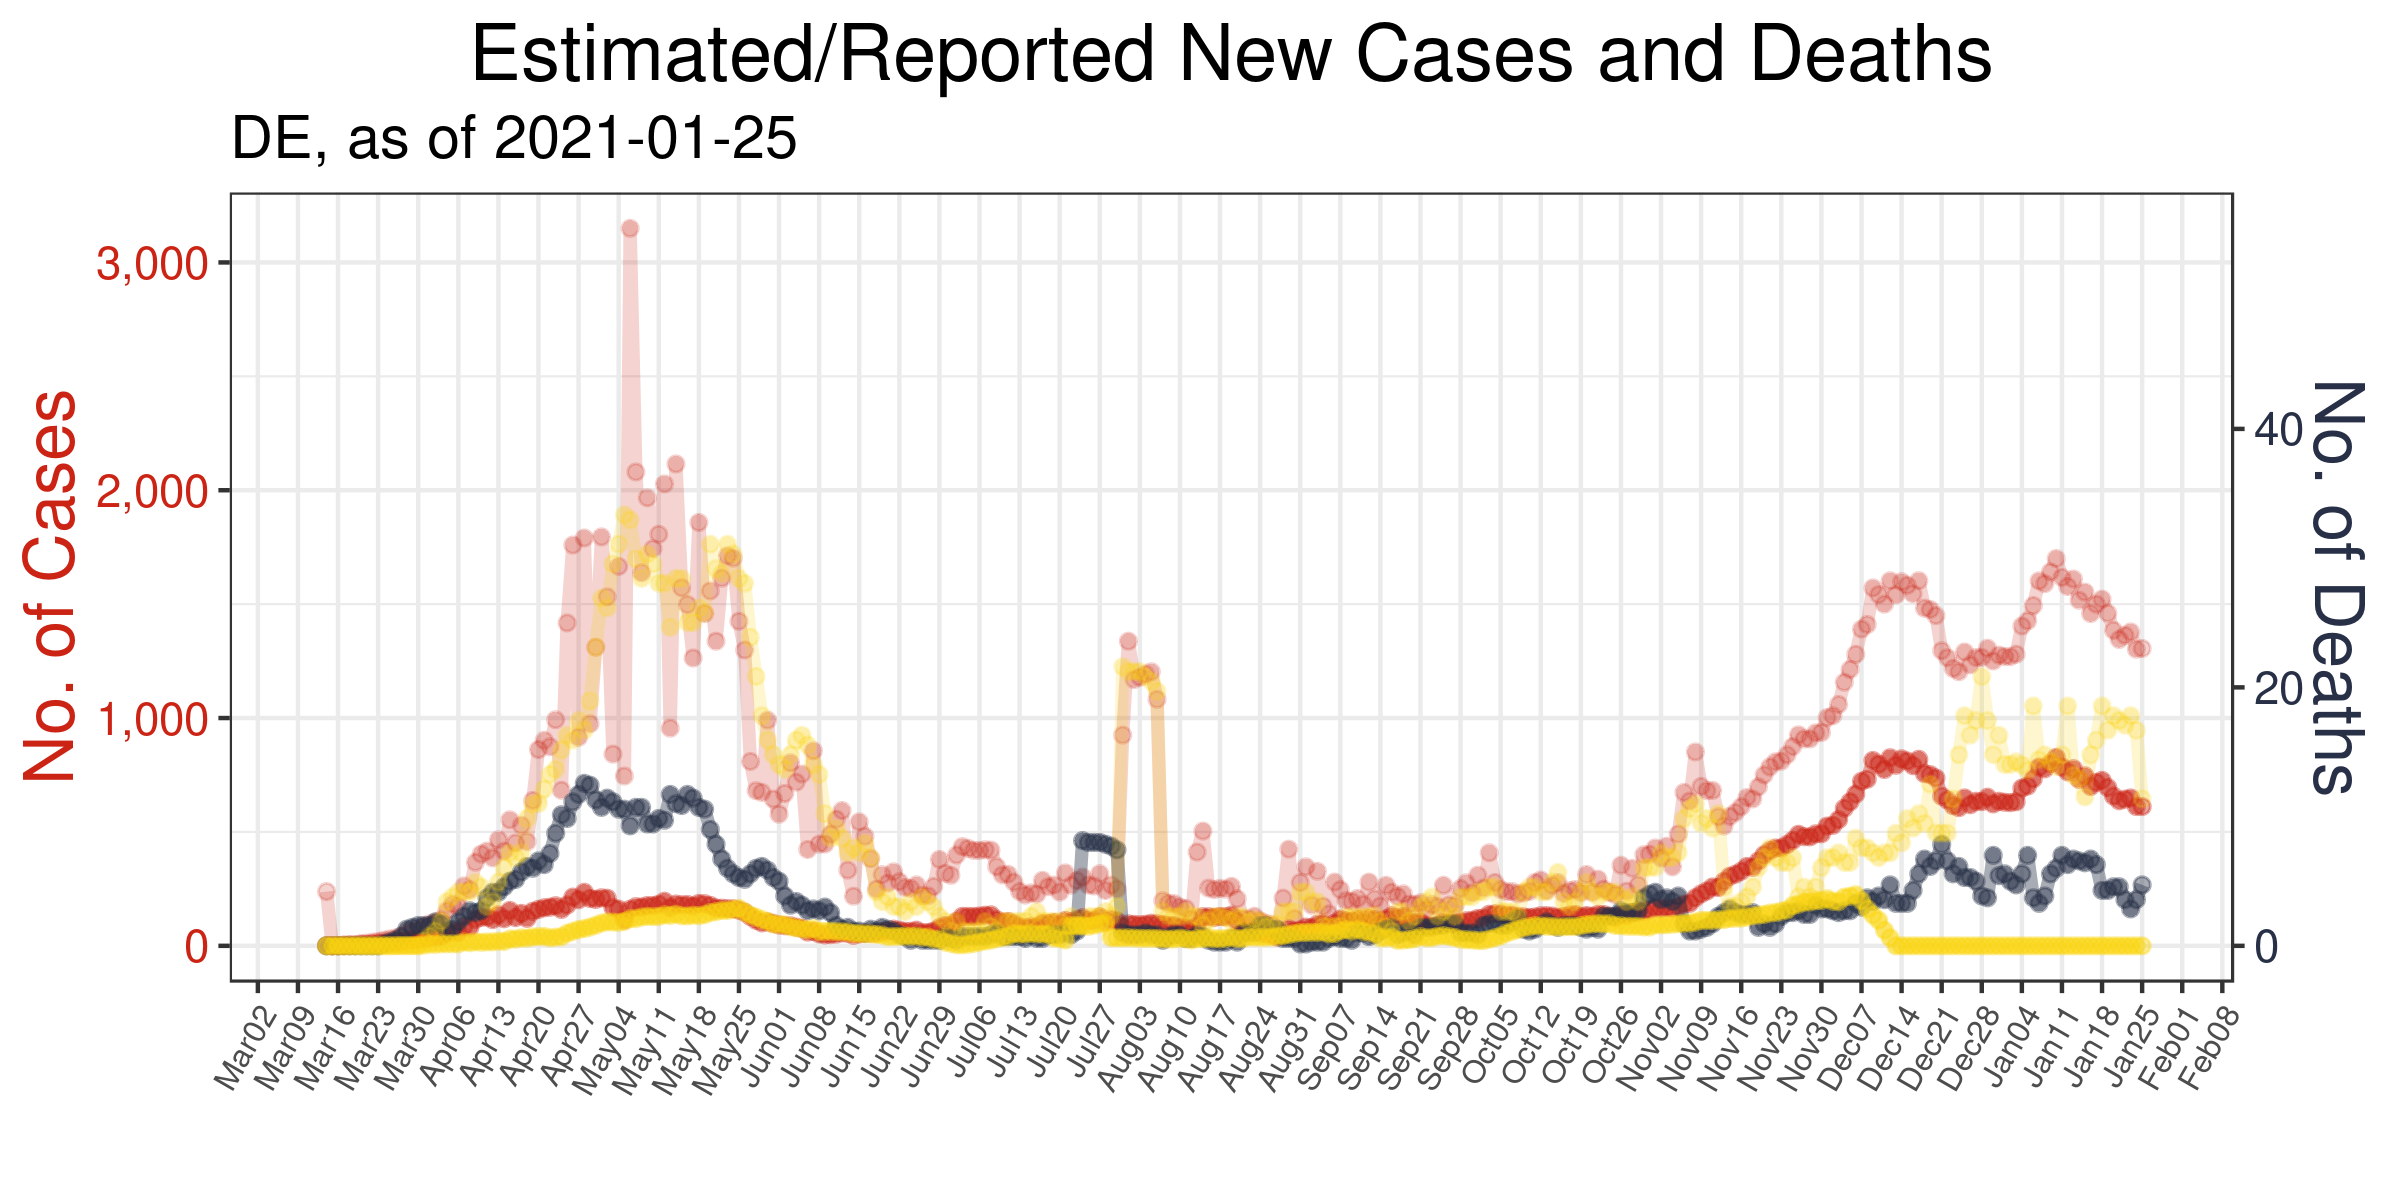 Estimated/Reported New Cases and Deaths
DE, as of 2021-01-25
No. of Cases
3,000
2,000
1,000
0
No. of Deaths
40
20
0
Mar02
Mar09
Mar16
Mar23
Mar30
Apr06
Apr13
Apr20
Apr27
May04
May11
May18
May25
Jun01
Jun08
Jun15
Jun22
Jun29
Jul06
Jul13
Jul20
Jul27
Aug03
Aug10
Aug17
Aug24
Aug31
Sep07
Sep14
Sep21
Sep28
Oct05
Oct12
Oct19
Oct26
Nov02
Nov09
Nov16
Nov23
Nov30
Dec07
Dec14
Dec21
Dec28
Jan04
Jan11
Jan18
Jan25
Feb01
Feb08